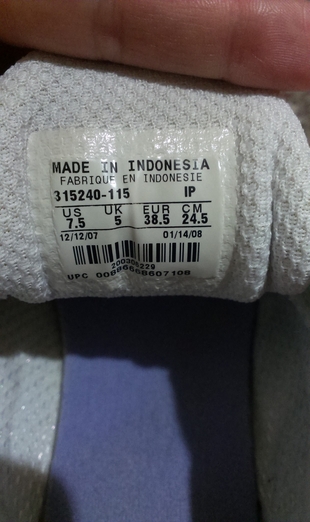 MADE IN INDONESIA
FABRIQUE EN INDONESIE
315240-115 IP
US UK EUR CM
7.5 5 38.5 24.5
12/12/07 01/14/08
UPC